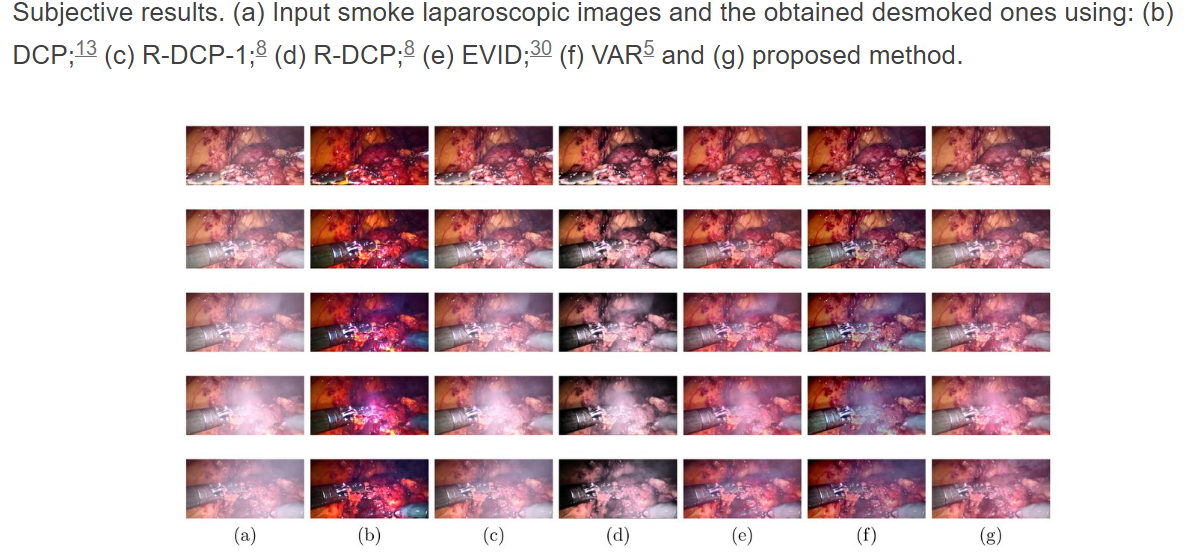 Subjective results. (a) Input smoke laparoscopic images and the obtained desmoked ones using: (b)
DCP;13 (c) R-DCP-1;8 (d) R-DCP;8 (e) EVID;30 (f) VAR5 and (g) proposed method.
(a) (b) (c) (d) (e) (f) (g)